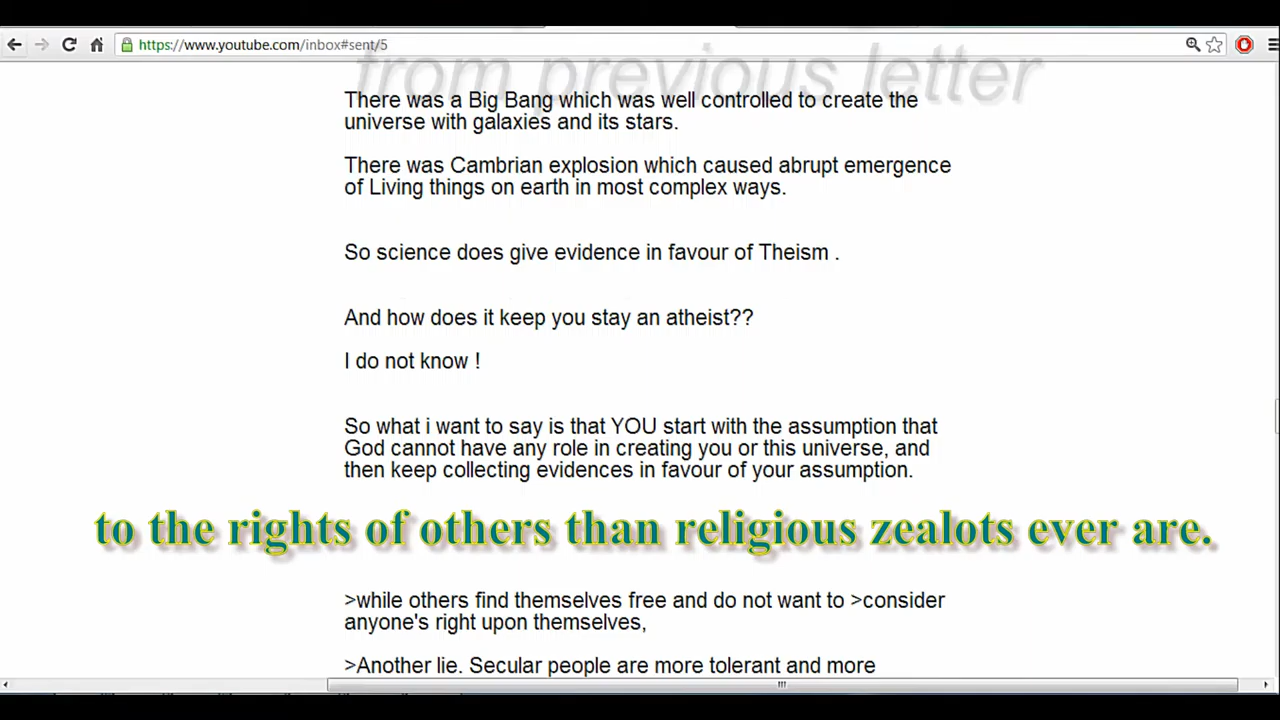 https://www.youtube.com/inbox#sent/5
from previous letter
There was a Big Bang which was well controlled to create the
universe with galaxies and its stars.
There was Cambrian explosion which caused abrupt emergence
of Living things on earth in most complex ways.
So science does give evidence in favour of Theism .
And how does it keep you stay an atheist??
I do not know !
So what i want to say is that YOU start with the assumption that
God cannot have any role in creating you or this universe, and
then keep collecting evidences in favour of your assumption.
to the rights of others than religious zealots ever are.
>while others find themselves free and do not want to >consider
anyone's right upon themselves,
>Another lie. Secular people are more tolerant and more